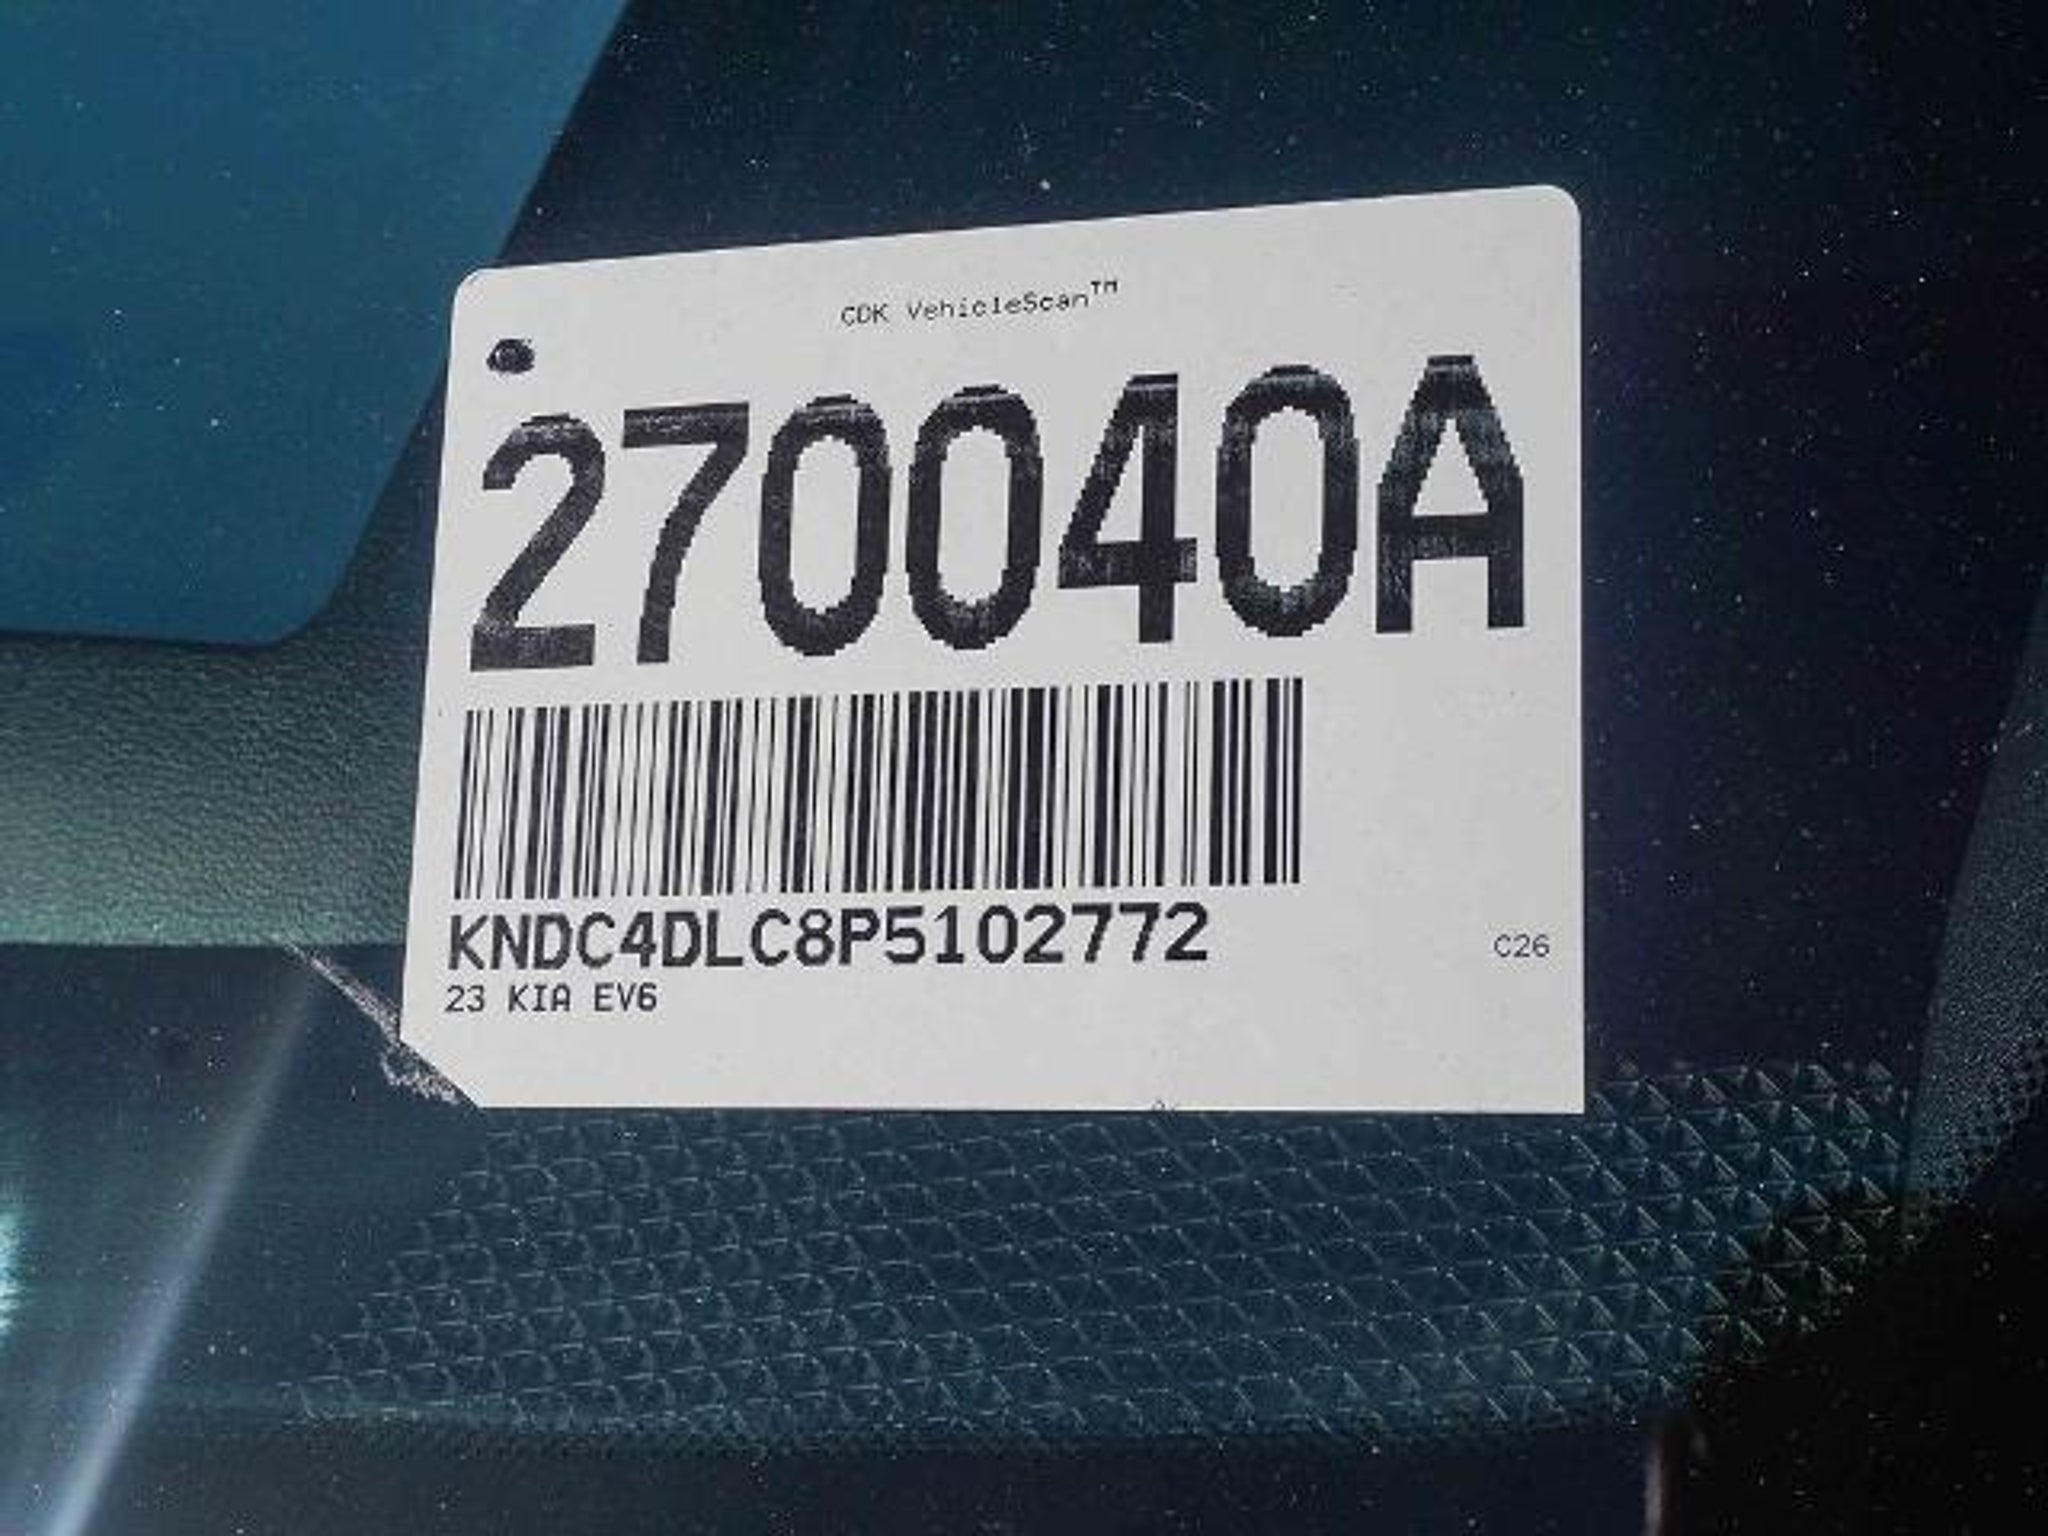 CDK VehicleScan™
270040A
KNDC4DLC8P5102772
C26
23 KIA EV6